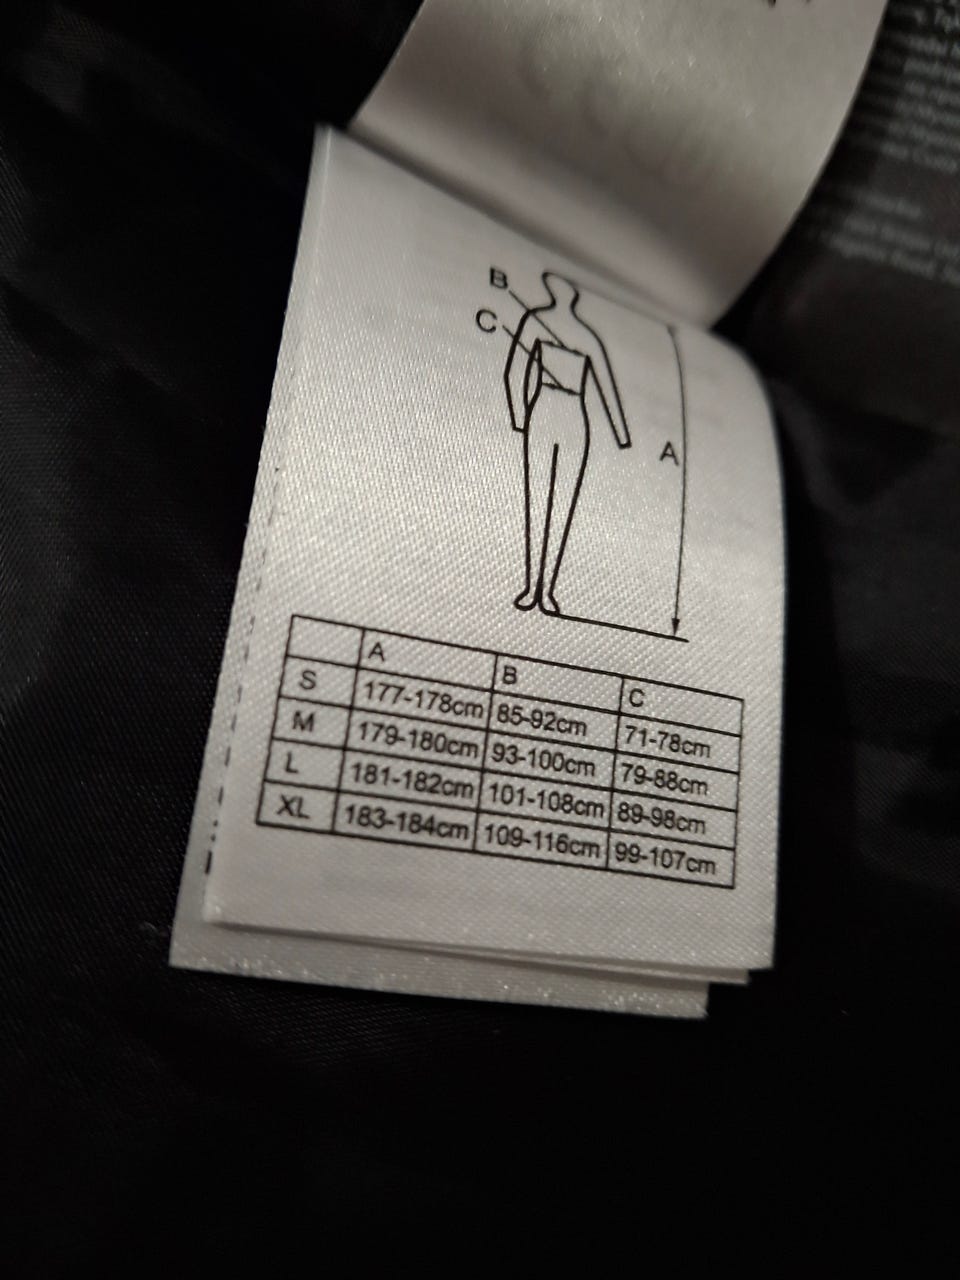 B
C
A
A B C
S 177-178cm 85-92cm 71-78cm
M 179-180cm 93-100cm 79-88cm
L 181-182cm 101-108cm 89-98cm
XL 183-184cm 109-116cm 99-107cm